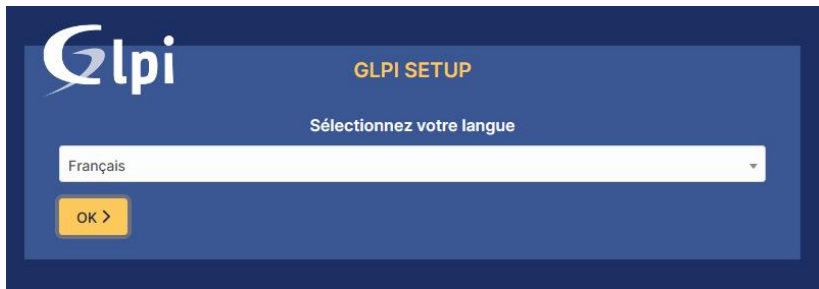 Glpi
GLPI SETUP
Sélectionnez votre langue
Français
OK